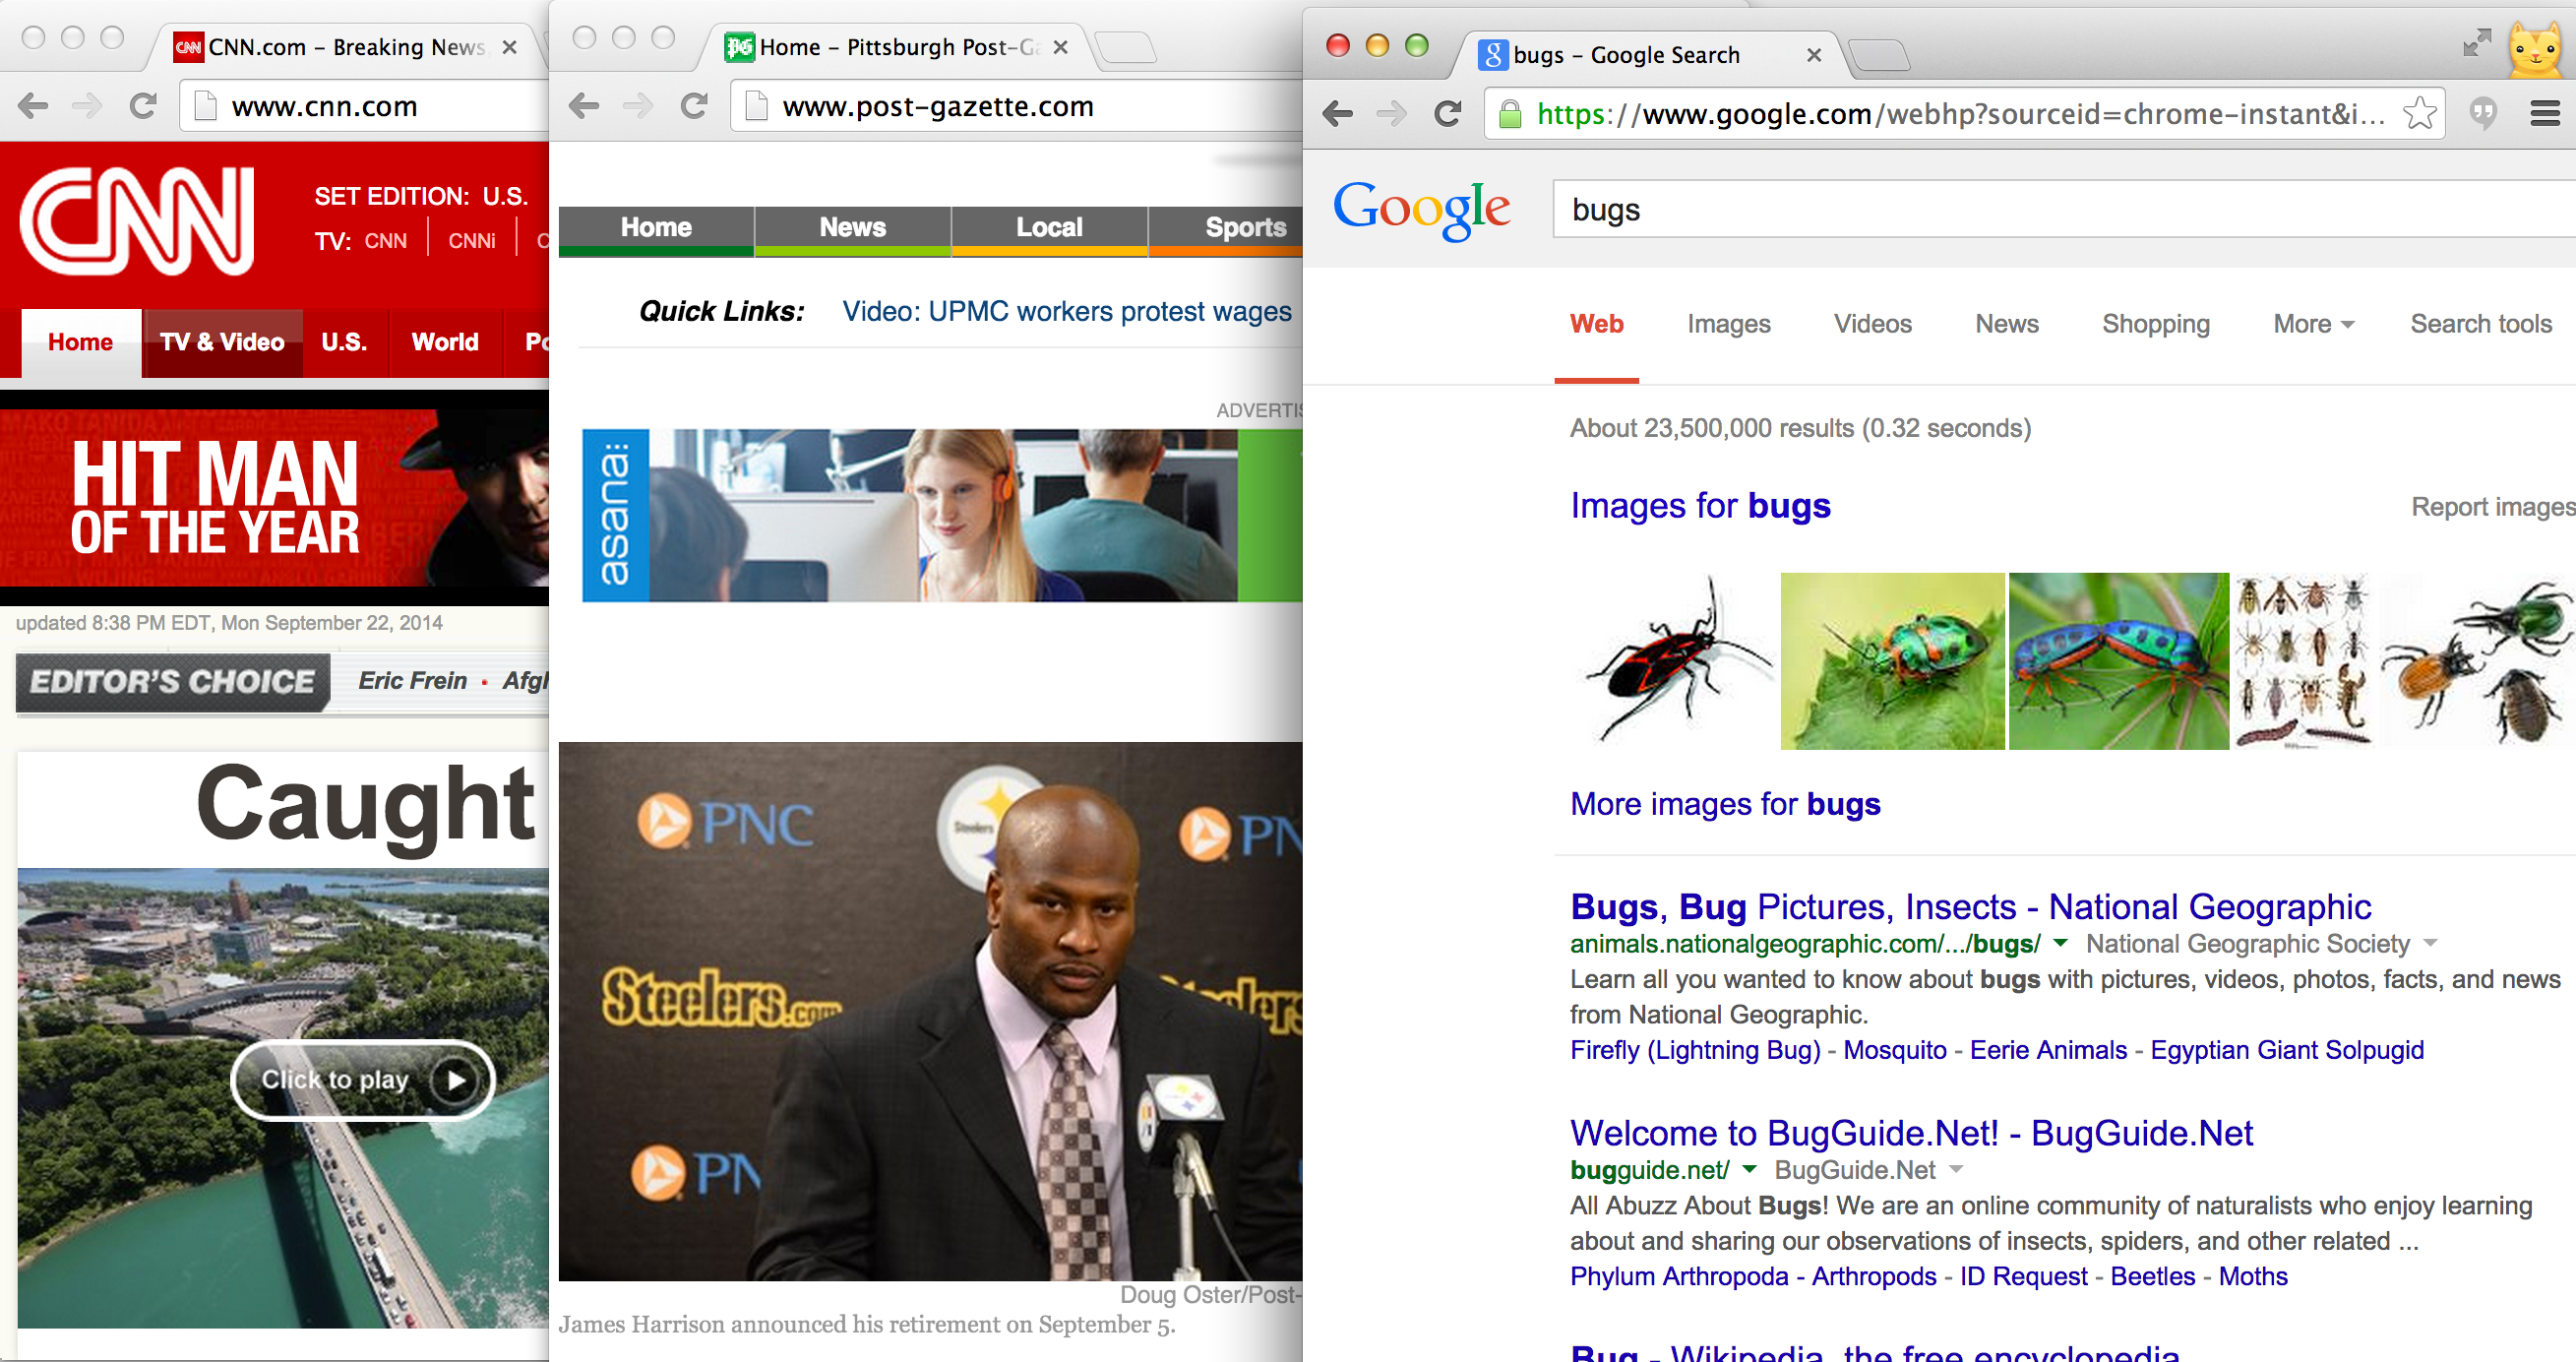 CNN.com – Breaking News,
www.cnn.com
CNN
SET EDITION: U.S.
TV: CNN CNNi
Home TV & Video U.S. World
HIT MAN
OF THE YEAR
updated 8:38 PM EDT, Mon September 22, 2014
EDITOR'S CHOICE Eric Frein •
Caught
Click to play
PG Home – Pittsburgh Post-Ga
www.post-gazette.com
Home News Local Sports
Quick Links: Video: UPMC workers protest wages
ADVERTIS
asana:
PNC
Steelers
PN
Steelers.com
Steelers
PN
Doug Oster/Post-
James Harrison announced his retirement on September 5.
g bugs – Google Search
https://www.google.com/webhp?sourceid=chrome-instant&i...
Google bugs
Web Images Videos News Shopping More Search tools
About 23,500,000 results (0.32 seconds)
Images for bugs Report images
More images for bugs
Bugs, Bug Pictures, Insects - National Geographic
animals.nationalgeographic.com/.../bugs/ National Geographic Society
Learn all you wanted to know about bugs with pictures, videos, photos, facts, and news
from National Geographic.
Firefly (Lightning Bug) - Mosquito - Eerie Animals - Egyptian Giant Solpugid
Welcome to BugGuide.Net! - BugGuide.Net
bugguide.net/ BugGuide.Net
All Abuzz About Bugs! We are an online community of naturalists who enjoy learning
about and sharing our observations of insects, spiders, and other related ...
Phylum Arthropoda - Arthropods - ID Request - Beetles - Moths
Bug - Wikipedia, the free encyclopedia